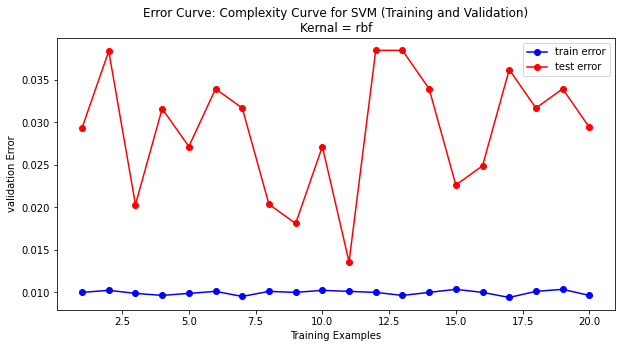 Error Curve: Complexity Curve for SVM (Training and Validation)
Kernal = rbf
train error
test error
validation Error
0.035
0.030
0.025
0.020
0.015
0.010
2.5
5.0
7.5
10.0
12.5
15.0
17.5
20.0
Training Examples